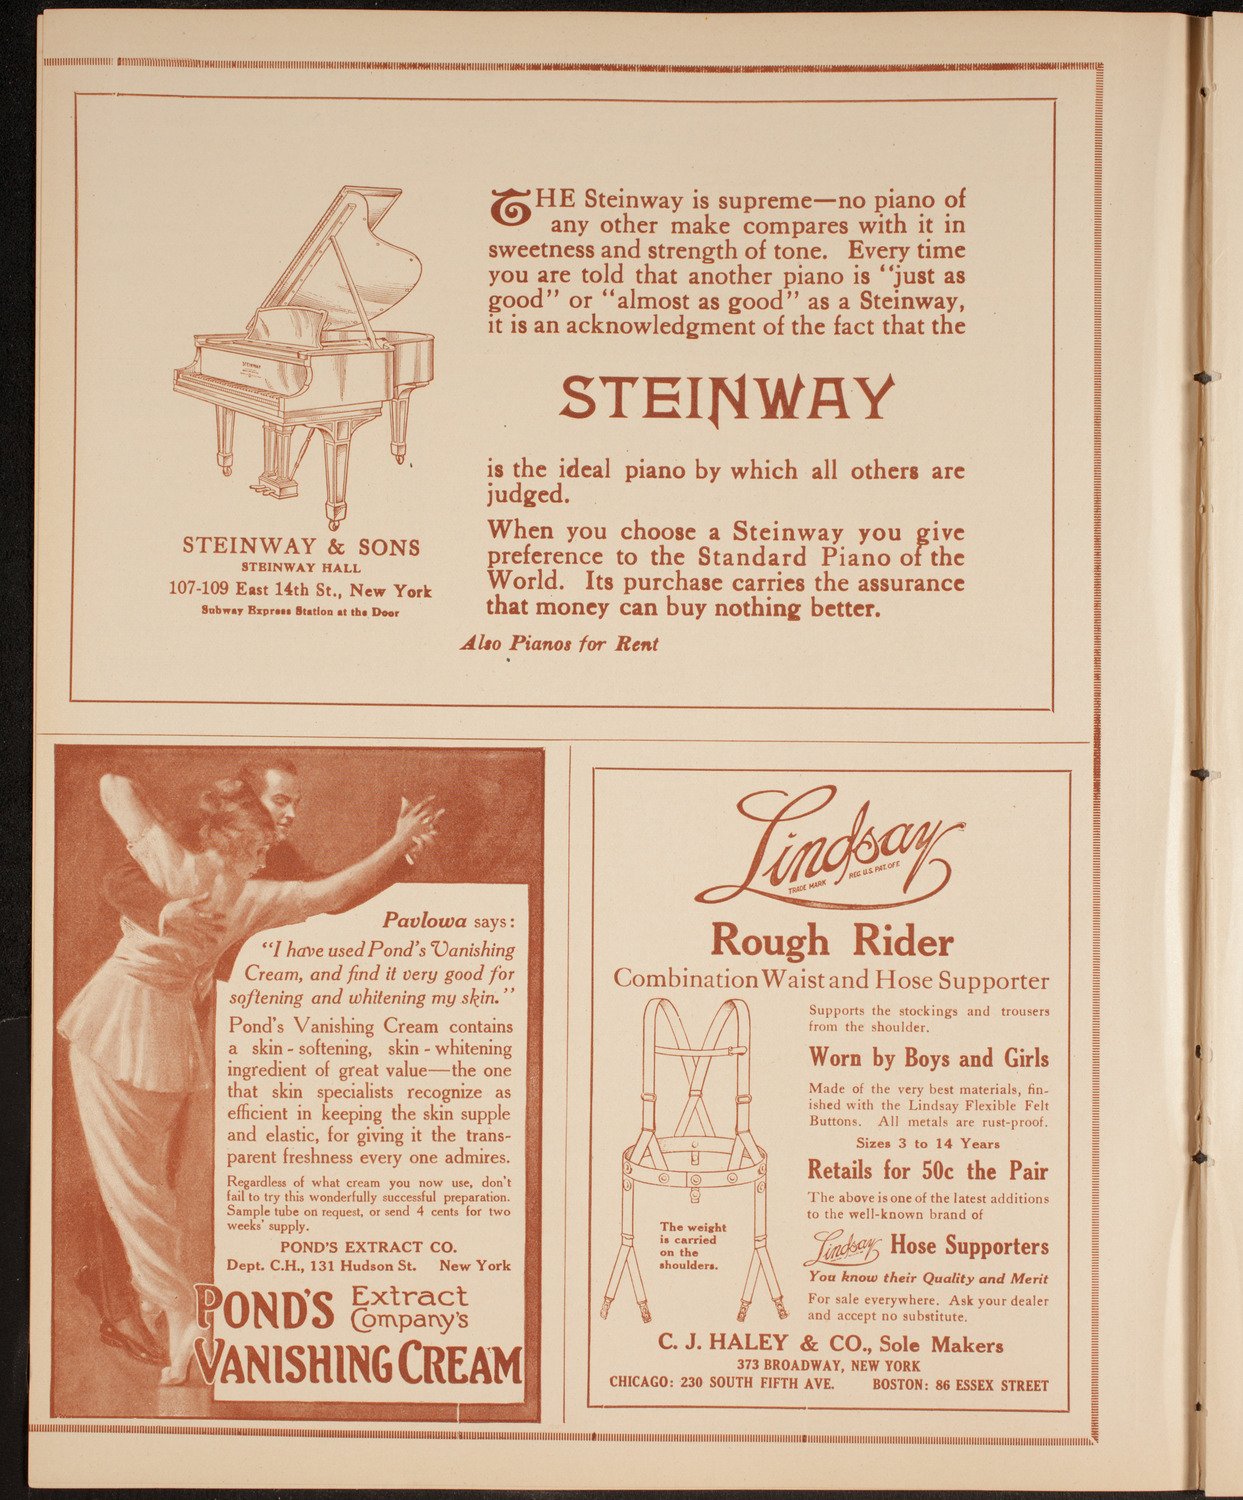 THE Steinway is supreme—no piano of
any other make compares with it in
sweetness and strength of tone. Every time
you are told that another piano is "just as
good" or "almost as good" as a Steinway,
it is an acknowledgment of the fact that the
STEINWAY
is the ideal piano by which all others are
judged.
When you choose a Steinway you give
preference to the Standard Piano of the
World. Its purchase carries the assurance
that money can buy nothing better.
Also Pianos for Rent
STEINWAY
STEINWAY & SONS
STEINWAY HALL
107-109 East 14th St., New York
Subway Express Station at the Door
Pavlowa says:
"I have used Pond's Vanishing
Cream, and find it very good for
softening and whitening my skin."
Pond's Vanishing Cream contains
a skin-softening, skin-whitening
ingredient of great value—the one
that skin specialists recognize as
efficient in keeping the skin supple
and elastic, for giving it the trans-
parent freshness every one admires.
Regardless of what cream you now use, don't
fail to try this wonderfully successful preparation.
Sample tube on request, or send 4 cents for two
weeks' supply.
POND'S EXTRACT CO.
Dept. C.H., 131 Hudson St. New York
POND'S Extract Company's
VANISHING CREAM
Lindsay
TRADE MARK REG. U.S. PAT. OFF.
Rough Rider
Combination Waist and Hose Supporter
Supports the stockings and trousers
from the shoulder.
Worn by Boys and Girls
Made of the very best materials, fin-
ished with the Lindsay Flexible Felt
Buttons. All metals are rust-proof.
Sizes 3 to 14 Years
Retails for 50c the Pair
The above is one of the latest additions
to the well-known brand of
Lindsay Hose Supporters
You know their Quality and Merit
For sale everywhere. Ask your dealer
and accept no substitute.
The weight
is carried
on the
shoulders.
C. J. HALEY & CO., Sole Makers
373 BROADWAY, NEW YORK
CHICAGO: 230 SOUTH FIFTH AVE. BOSTON: 86 ESSEX STREET